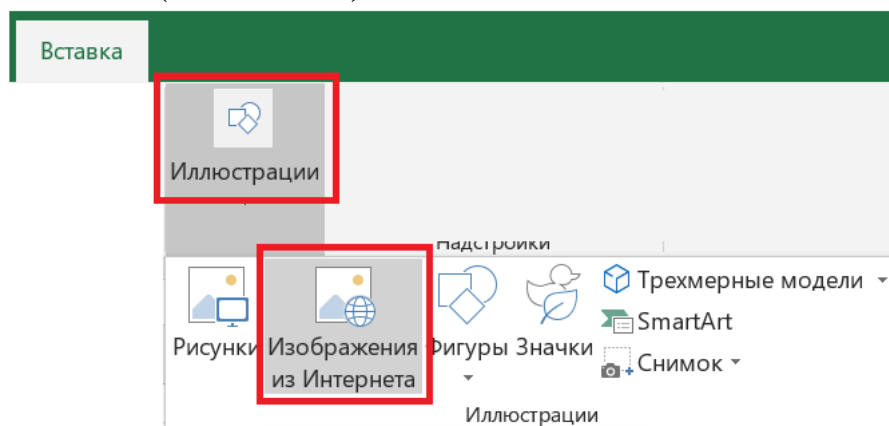 Вставка
Иллюстрации
Надстройки
Рисунки
Изображения
из Интернета
Фигуры
Значки
Трехмерные модели
SmartArt
Снимок
Иллюстрации